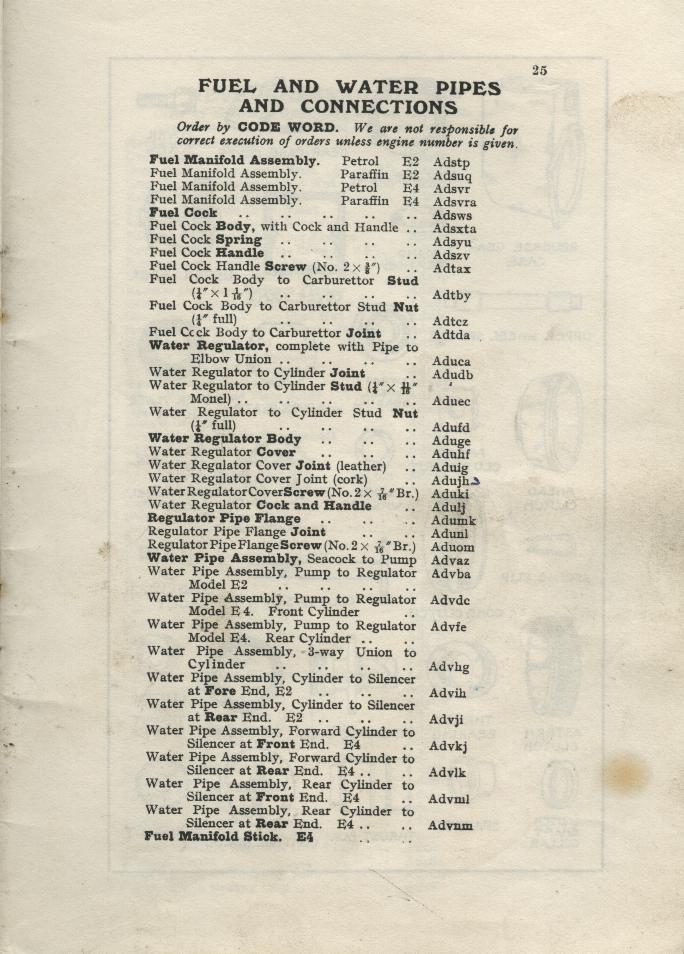 25
FUEL AND WATER PIPES
AND CONNECTIONS
Order by CODE WORD. We are not responsible for
correct execution of orders unless engine number is given.
Fuel Manifold Assembly. Petrol E2 Adstp
Fuel Manifold Assembly. Paraffin E2 Adsuq
Fuel Manifold Assembly. Petrol E4 Adsvr
Fuel Manifold Assembly. Paraffin E4 Adsvra
Fuel Cock .. .. .. .. .. Adsws
Fuel Cock Body, with Cock and Handle .. Adsxta
Fuel Cock Spring .. .. .. .. Adsyu
Fuel Cock Handle .. .. .. .. Adszv
Fuel Cock Handle Screw (No. 2 × ⅜″) .. Adtax
Fuel Cock Body to Carburettor Stud
(¼″ × 1 1/16″) .. .. .. .. Adtby
Fuel Cock Body to Carburettor Stud Nut
(¼″ full) .. .. .. .. Adtcz
Fuel Cock Body to Carburettor Joint .. Adtda
Water Regulator, complete with Pipe to
Elbow Union .. .. .. .. Aduca
Water Regulator to Cylinder Joint .. Adudb
Water Regulator to Cylinder Stud (¼″ × 11/16″
Monel) .. .. .. .. .. Aduec
Water Regulator to Cylinder Stud Nut
(¼″ full) .. .. .. .. Adufd
Water Regulator Body .. .. .. Aduge
Water Regulator Cover .. .. .. Aduhf
Water Regulator Cover Joint (leather) .. Aduig
Water Regulator Cover Joint (cork) .. Adujh
Water Regulator Cover Screw (No. 2 × 7/16″ Br.) Aduki
Water Regulator Cock and Handle .. Adulj
Regulator Pipe Flange .. .. .. Adumk
Regulator Pipe Flange Joint .. .. Adunl
Regulator Pipe Flange Screw (No. 2 × 7/16″ Br.) Aduom
Water Pipe Assembly, Seacock to Pump Advaz
Water Pipe Assembly, Pump to Regulator Advba
Model E2 .. .. .. ..
Water Pipe Assembly, Pump to Regulator Advdc
Model E4. Front Cylinder ..
Water Pipe Assembly, Pump to Regulator Advfe
Model E4. Rear Cylinder .. ..
Water Pipe Assembly, 3-way Union to
Cylinder .. .. .. .. Advhg
Water Pipe Assembly, Cylinder to Silencer
at Fore End, E2 .. .. .. Advih
Water Pipe Assembly, Cylinder to Silencer
at Rear End. E2 .. .. .. Advji
Water Pipe Assembly, Forward Cylinder to
Silencer at Front End. E4 .. Advkj
Water Pipe Assembly, Forward Cylinder to
Silencer at Rear End. E4 .. .. Advlk
Water Pipe Assembly, Rear Cylinder to
Silencer at Front End. E4 .. Advml
Water Pipe Assembly, Rear Cylinder to
Silencer at Rear End. E4 .. .. Advnm
Fuel Manifold Stick. E4 .. ..